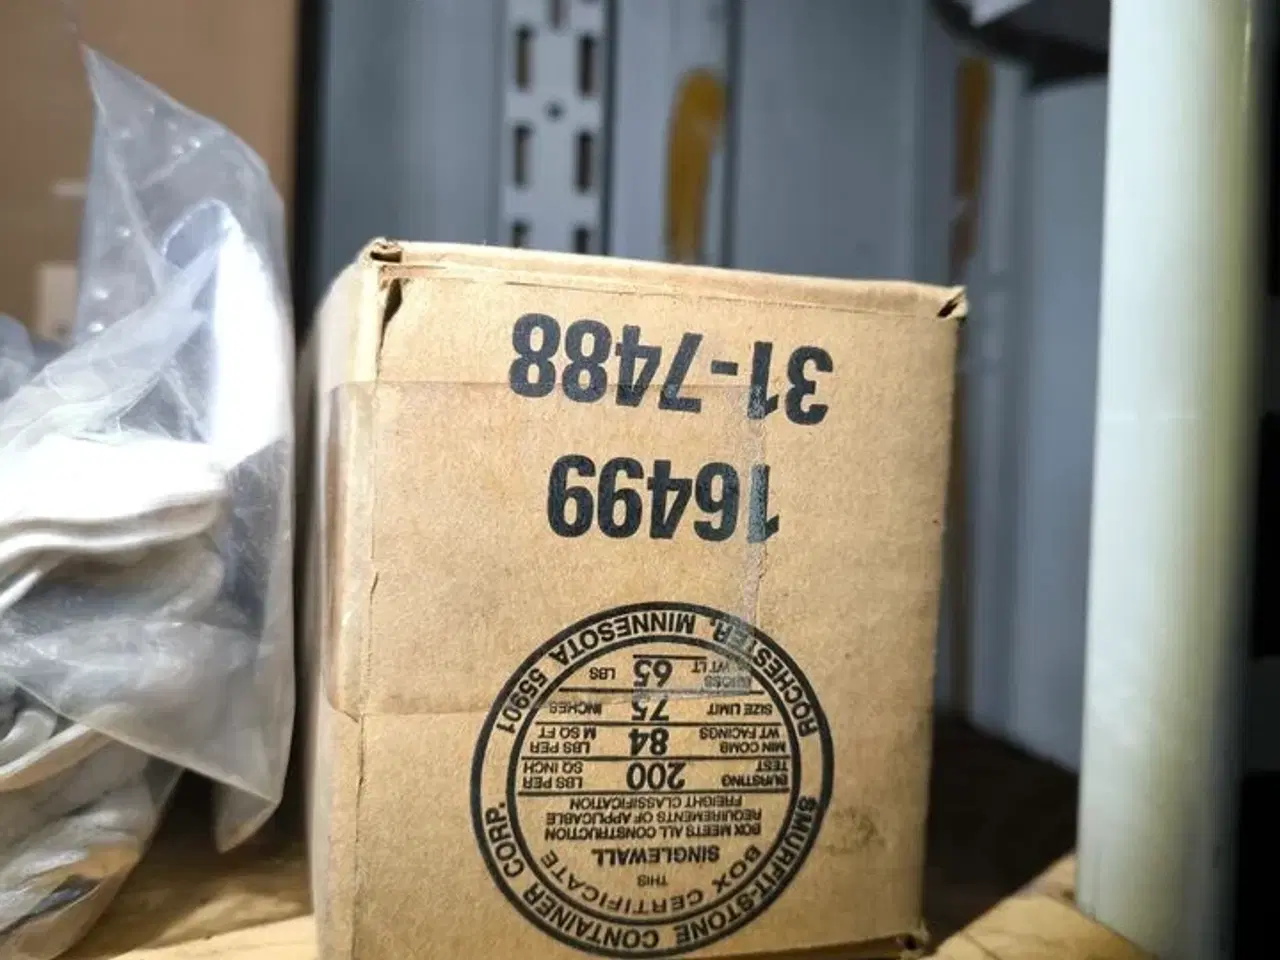 SMURFIT-STONE CONTAINER CORP.
BOX CERTIFICATE
THIS
SINGLEWALL
BOX MEETS ALL CONSTRUCTION
REQUIREMENTS OF APPLICABLE
FREIGHT CLASSIFICATION
BURSTING TEST 200 LBS PER SQ INCH
MIN COMB WT FACINGS 84 LBS PER M SQ FT
SIZE LIMIT 75 INCHES
GROSS WT LT 65 LBS
ROCHESTER, MINNESOTA 55901
16499
31-7488